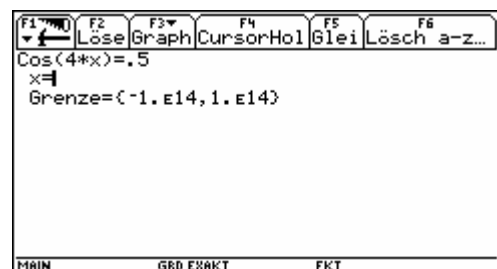 F1 F2 F3 F4 F5 F6
Löse Graph CursorHol Glei Lösch a-z…
Cos(4*x)=.5
x=
Grenze={-1.E14,1.E14}
MAIN GRD EXAKT FKT